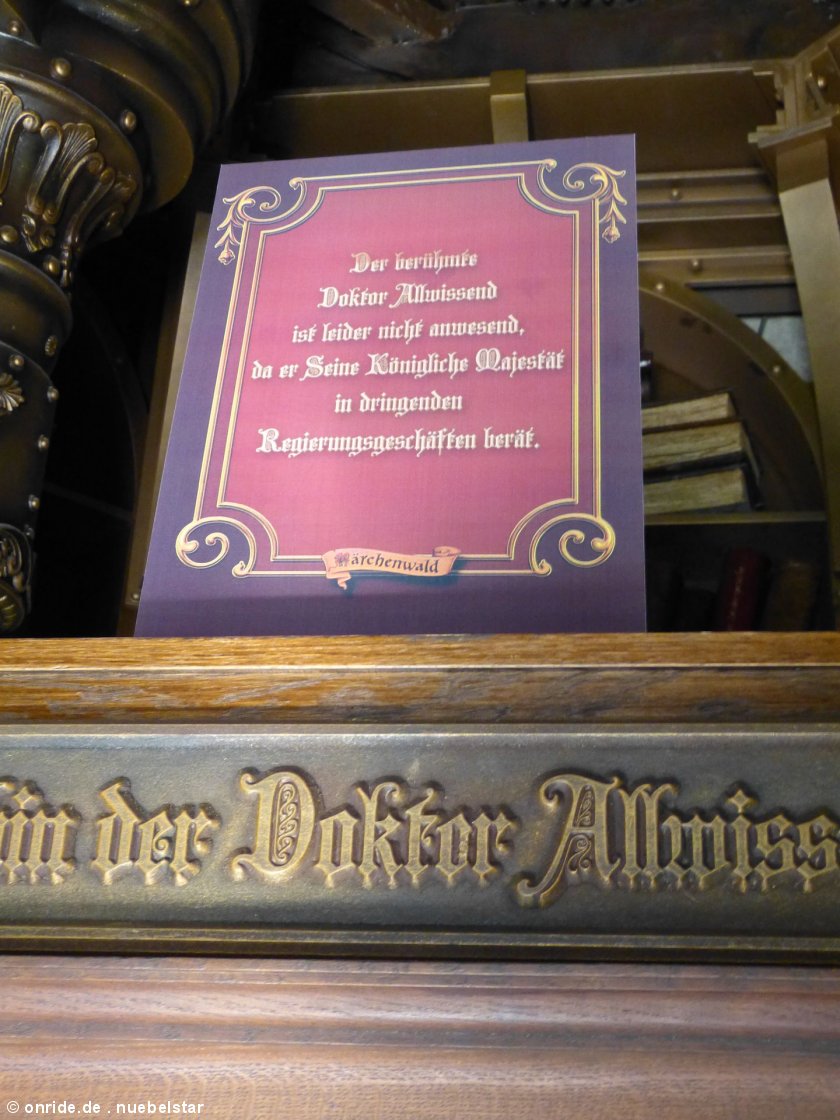 Der berühmte
Doktor Allwissend
ist leider nicht anwesend,
da er Seine Königliche Majestät
in dringenden
Regierungsgeschäften berät.
Märchenwald
in der Doktor Allwiss
© onride.de . nuebelstar